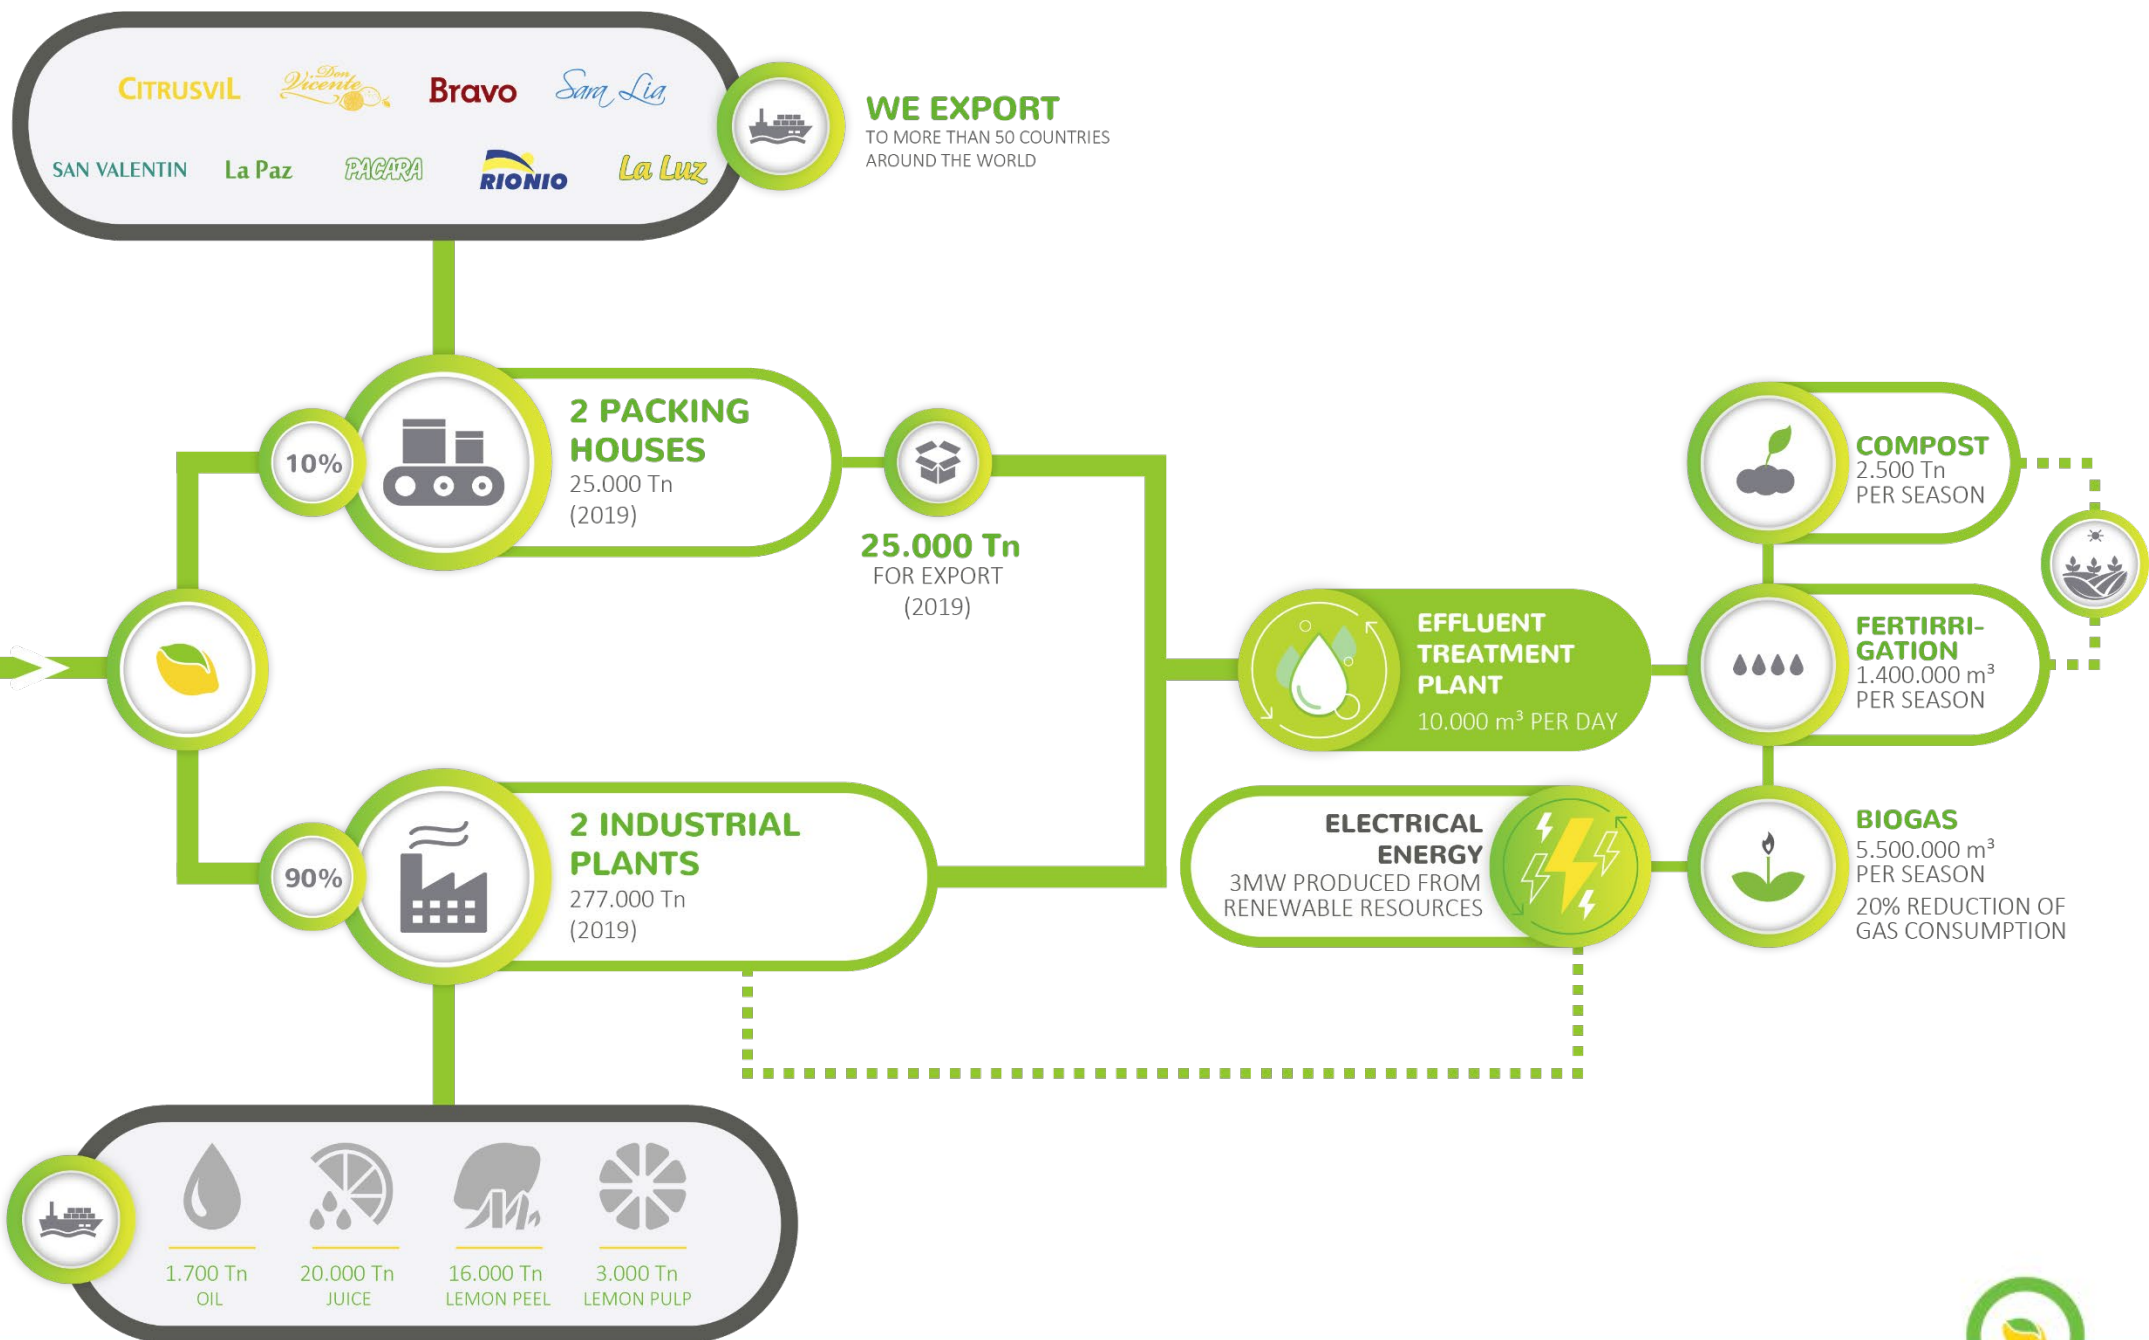 CITRUSVIL
Don Vicente
Bravo
Sara Lia
SAN VALENTIN
La Paz
PACARA
RIONIO
La Luz
WE EXPORT
TO MORE THAN 50 COUNTRIES
AROUND THE WORLD
10%
2 PACKING
HOUSES
25.000 Tn
(2019)
25.000 Tn
FOR EXPORT
(2019)
90%
2 INDUSTRIAL
PLANTS
277.000 Tn
(2019)
EFFLUENT
TREATMENT
PLANT
10.000 m³ PER DAY
COMPOST
2.500 Tn
PER SEASON
FERTIRRI-
GATION
1.400.000 m³
PER SEASON
BIOGAS
5.500.000 m³
PER SEASON
20% REDUCTION OF
GAS CONSUMPTION
ELECTRICAL
ENERGY
3MW PRODUCED FROM
RENEWABLE RESOURCES
1.700 Tn
OIL
20.000 Tn
JUICE
16.000 Tn
LEMON PEEL
3.000 Tn
LEMON PULP